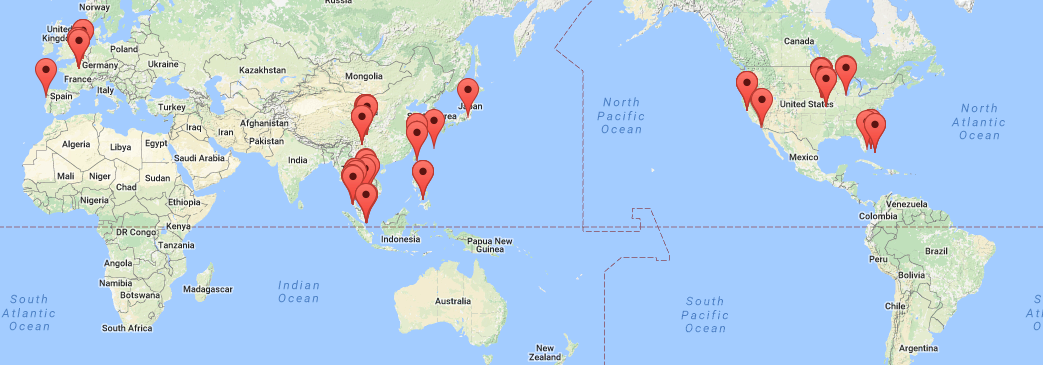 Norway
Russia
United
Kingdom
Poland
Germany
Ukraine
Kazakhstan
Mongolia
Canada
France
Italy
Spain
Turkey
Japan
South Korea
United States
North
Pacific
Ocean
North
Atlantic
Ocean
Afghanistan
Iraq
Iran
Pakistan
Algeria
Libya
Egypt
Saudi Arabia
India
Mexico
Mali
Niger
Chad
Sudan
Nigeria
Ethiopia
Venezuela
Colombia
DR Congo
Kenya
Tanzania
Indonesia
Papua New
Guinea
Peru
Brazil
Angola
Namibia
Botswana
Madagascar
Bolivia
Indian
Ocean
South
Atlantic
Ocean
Australia
South
Pacific
Ocean
Chile
South Africa
New
Zealand
Argentina